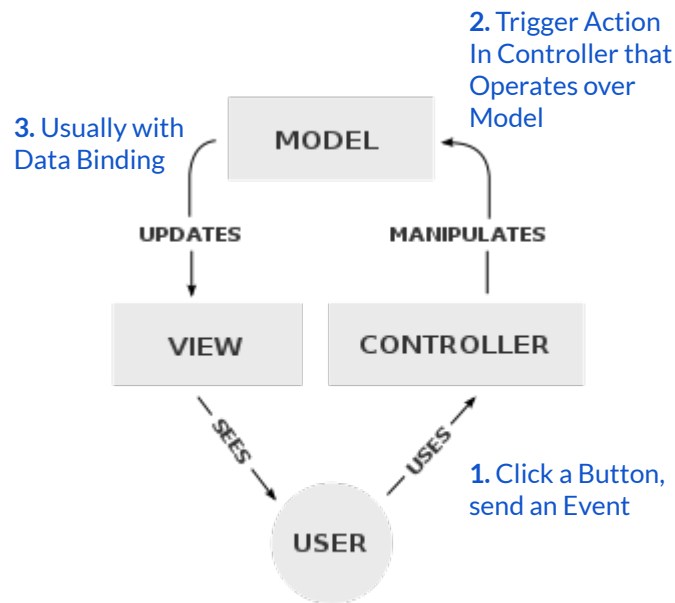 2. Trigger Action
In Controller that
Operates over
Model
3. Usually with
Data Binding
MODEL
UPDATES
MANIPULATES
VIEW
CONTROLLER
SEES
USES
1. Click a Button,
send an Event
USER